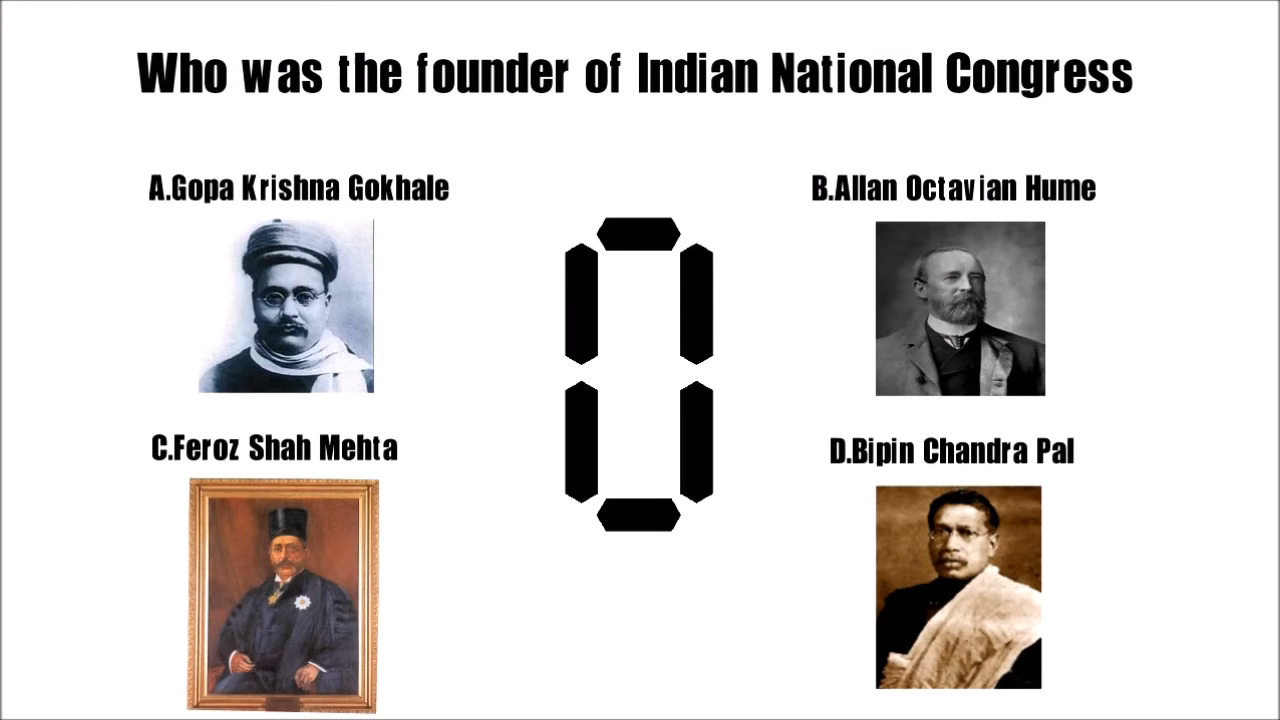 Who was the founder of Indian National Congress
A.Gopa Krishna Gokhale
B.Allan Octavian Hume
0
C.Feroz Shah Mehta
D.Bipin Chandra Pal